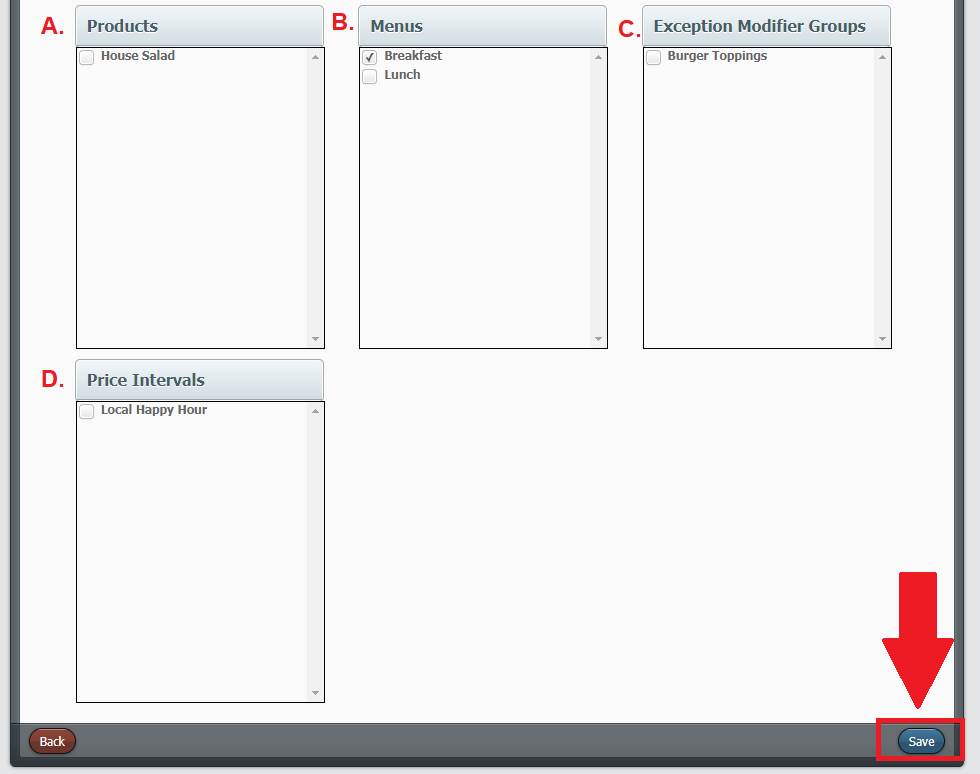 A. Products
House Salad
B. Menus
Breakfast
Lunch
C. Exception Modifier Groups
Burger Toppings
D. Price Intervals
Local Happy Hour
Back
Save